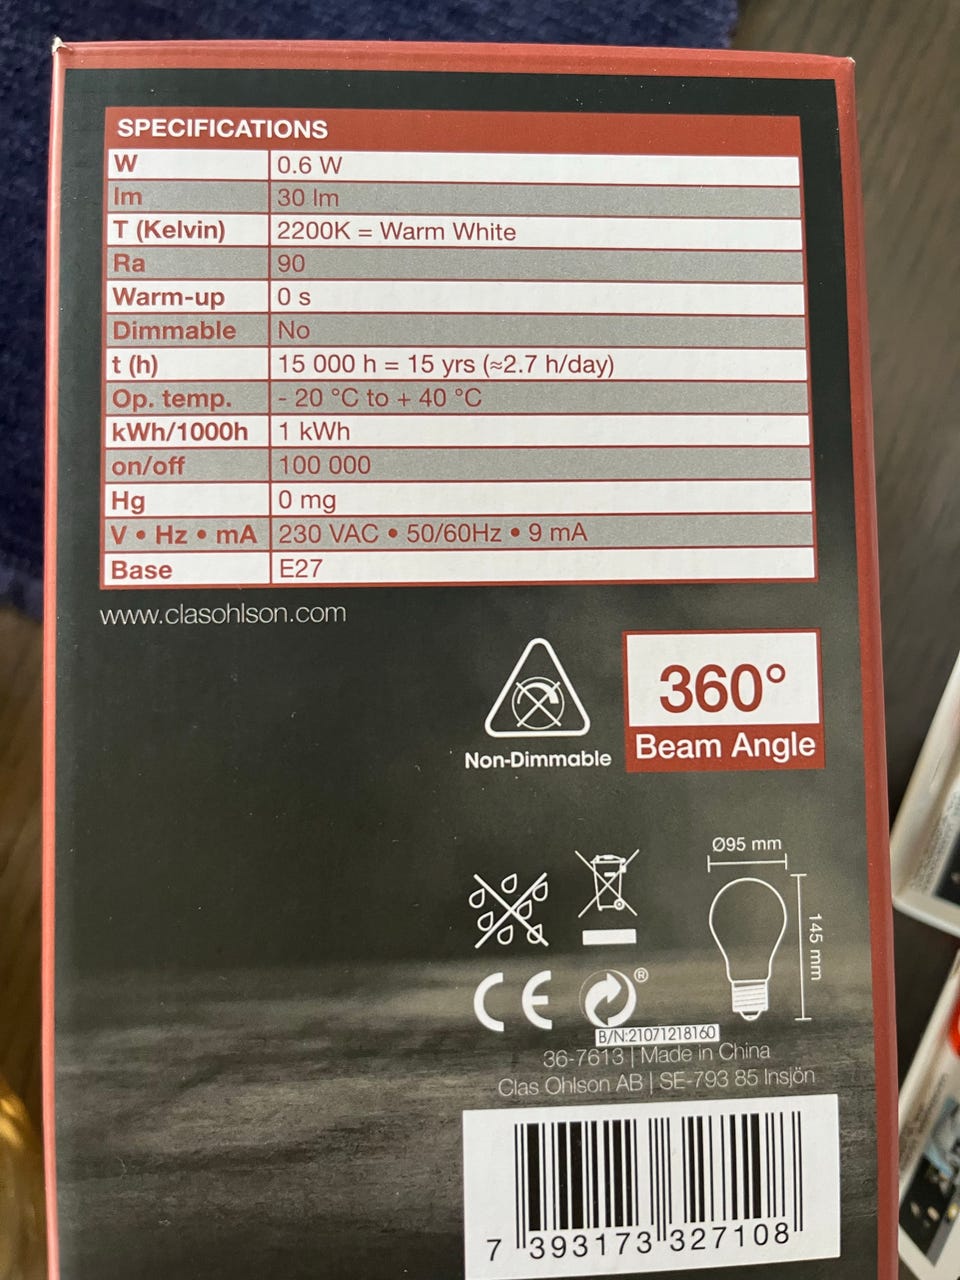 SPECIFICATIONS
W 0.6 W
lm 30 lm
T (Kelvin) 2200K = Warm White
Ra 90
Warm-up 0 s
Dimmable No
t (h) 15 000 h = 15 yrs (≈2.7 h/day)
Op. temp. - 20 °C to + 40 °C
kWh/1000h 1 kWh
on/off 100 000
Hg 0 mg
V • Hz • mA 230 VAC • 50/60Hz • 9 mA
Base E27
www.clasohlson.com
Non-Dimmable
360°
Beam Angle
Ø95 mm
145 mm
CE
®
B/N:21071218160
36-7613 | Made in China
Clas Ohlson AB | SE-793 85 Insjön
7 393173 327108